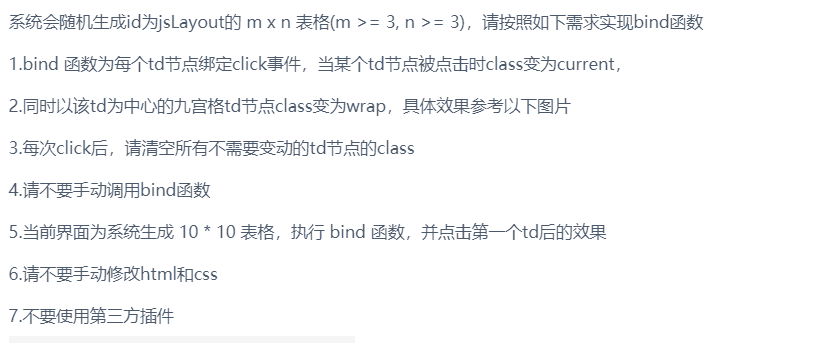 系统会随机生成id为jsLayout的 m x n 表格(m >= 3, n >= 3)，请按照如下需求实现bind函数
1.bind 函数为每个td节点绑定click事件，当某个td节点被点击时class变为current，
2.同时以该td为中心的九宫格td节点class变为wrap，具体效果参考以下图片
3.每次click后，请清空所有不需要变动的td节点的class
4.请不要手动调用bind函数
5.当前界面为系统生成 10 * 10 表格，执行 bind 函数，并点击第一个td后的效果
6.请不要手动修改html和css
7.不要使用第三方插件